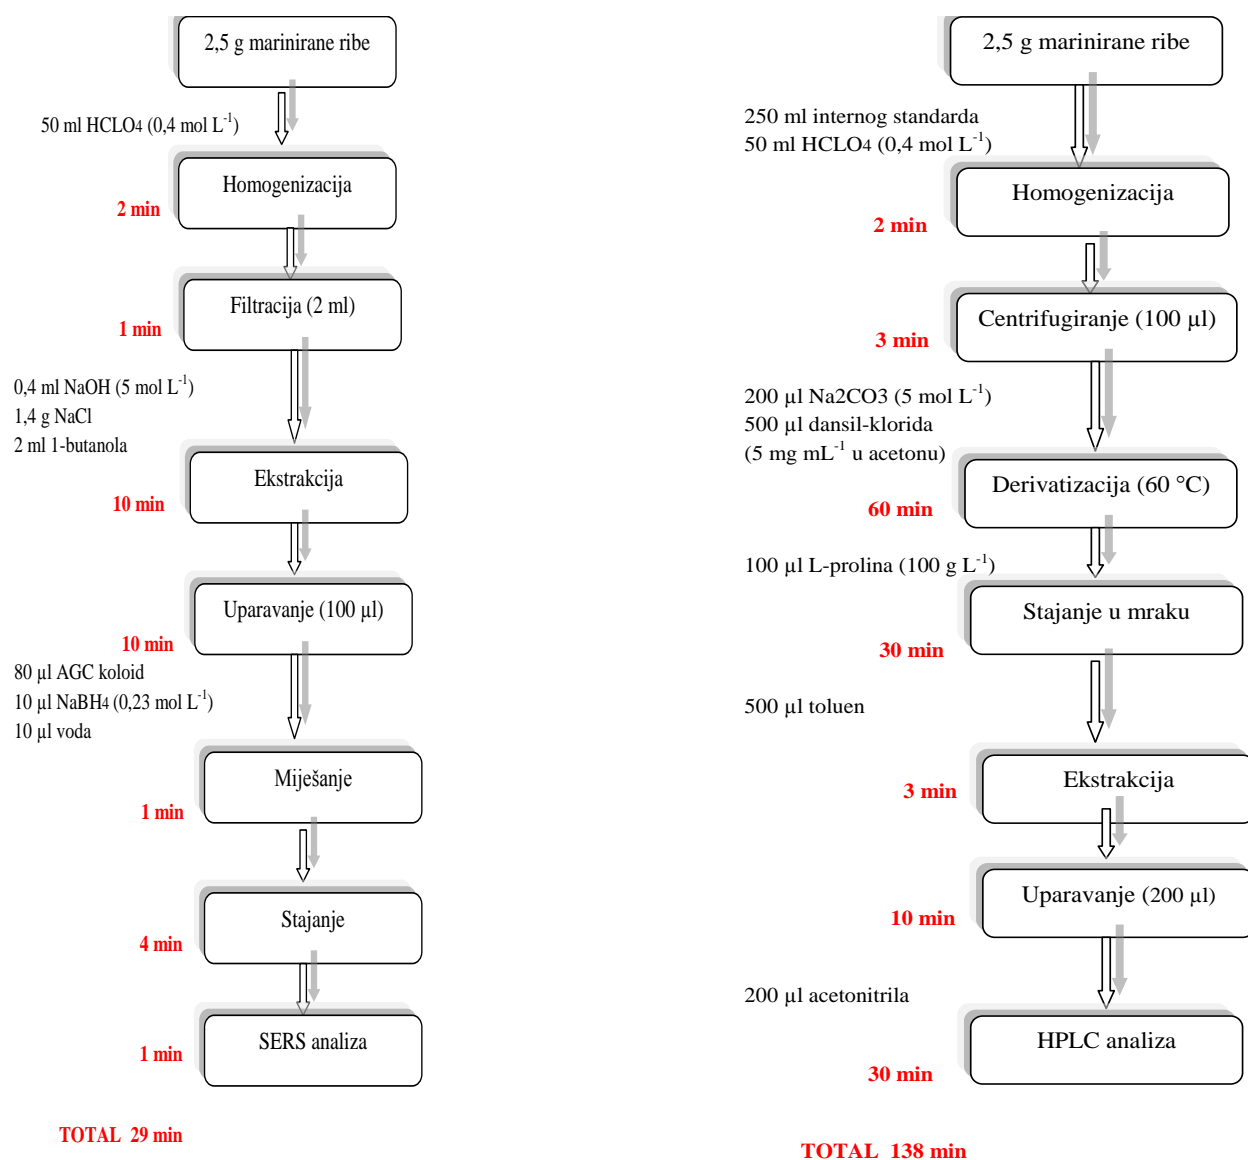 2,5 g marinirane ribe
50 ml HCLO4 (0,4 mol L-1)
Homogenizacija
2 min
Filtracija (2 ml)
1 min
0,4 ml NaOH (5 mol L-1)
1,4 g NaCl
2 ml 1-butanola
Ekstrakcija
10 min
Uparavanje (100 µl)
10 min
80 µl AGC koloid
10 µl NaBH4 (0,23 mol L-1)
10 µl voda
Miješanje
1 min
Stajanje
4 min
SERS analiza
1 min
TOTAL 29 min
2,5 g marinirane ribe
250 ml internog standarda
50 ml HCLO4 (0,4 mol L-1)
Homogenizacija
2 min
Centrifugiranje (100 µl)
3 min
200 µl Na2CO3 (5 mol L-1)
500 µl dansil-klorida
(5 mg mL-1 u acetonu)
Derivatizacija (60 °C)
60 min
100 µl L-prolina (100 g L-1)
Stajanje u mraku
30 min
500 µl toluen
Ekstrakcija
3 min
Uparavanje (200 µl)
10 min
200 µl acetonitrila
HPLC analiza
30 min
TOTAL 138 min